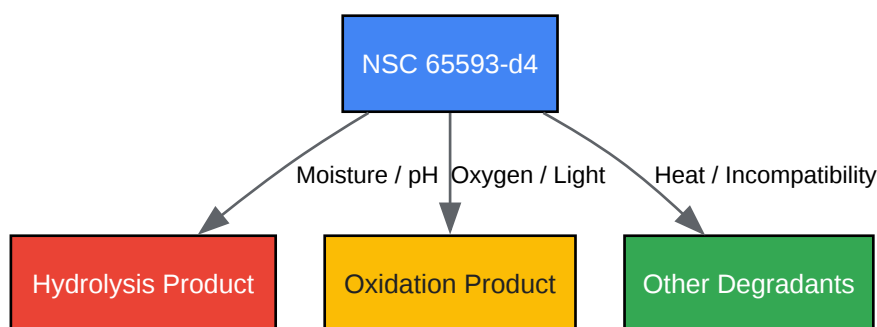 NSC 65593-d4
Moisture / pH
Oxygen / Light
Heat / Incompatibility
Hydrolysis Product
Oxidation Product
Other Degradants